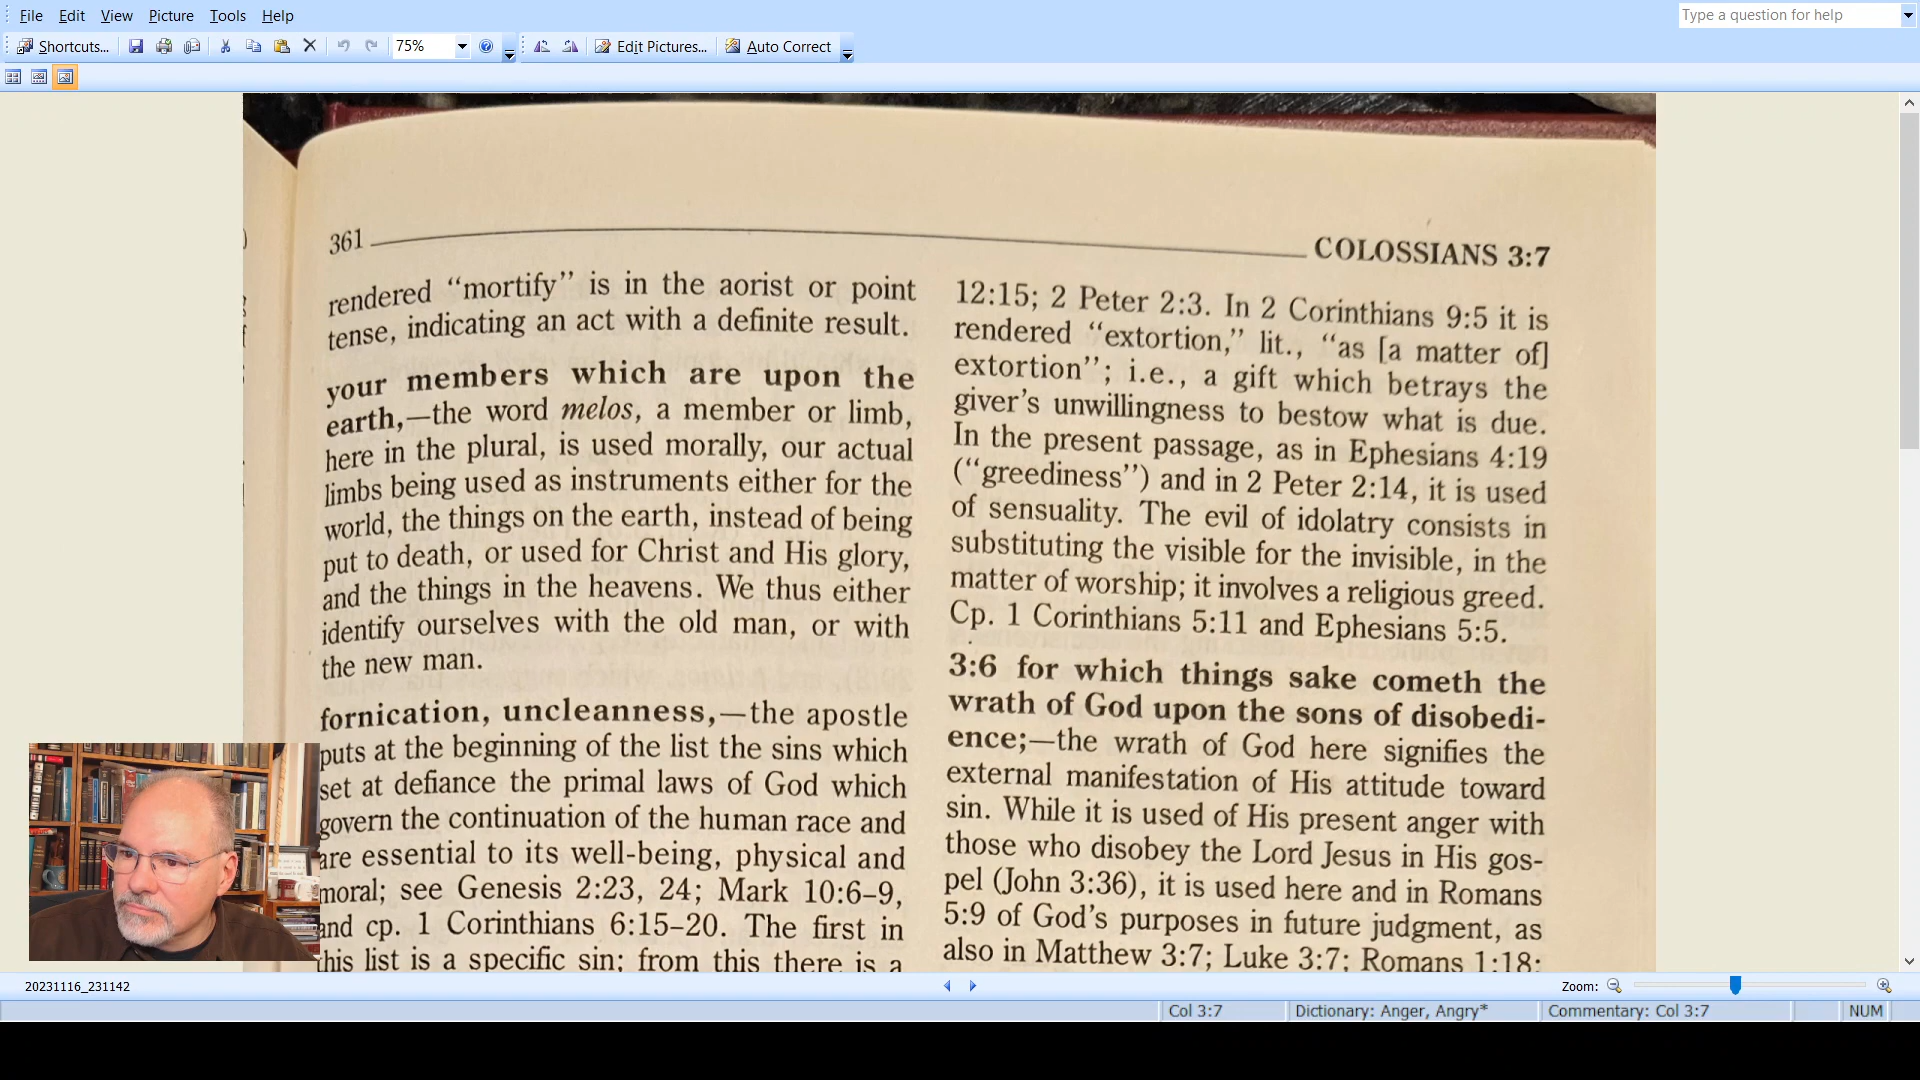 File Edit View Picture Tools Help
Type a question for help
Shortcuts... 75% Edit Pictures... Auto Correct
361 COLOSSIANS 3:7
rendered “mortify” is in the aorist or point
tense, indicating an act with a definite result.
your members which are upon the
earth,—the word melos, a member or limb,
here in the plural, is used morally, our actual
limbs being used as instruments either for the
world, the things on the earth, instead of being
put to death, or used for Christ and His glory,
and the things in the heavens. We thus either
identify ourselves with the old man, or with
the new man.
fornication, uncleanness,—the apostle
puts at the beginning of the list the sins which
set at defiance the primal laws of God which
govern the continuation of the human race and
are essential to its well-being, physical and
moral; see Genesis 2:23, 24; Mark 10:6–9,
and cp. 1 Corinthians 6:15–20. The first in
this list is a specific sin; from this there is a
12:15; 2 Peter 2:3. In 2 Corinthians 9:5 it is
rendered “extortion,” lit., “as [a matter of]
extortion”; i.e., a gift which betrays the
giver’s unwillingness to bestow what is due.
In the present passage, as in Ephesians 4:19
(“greediness”) and in 2 Peter 2:14, it is used
of sensuality. The evil of idolatry consists in
substituting the visible for the invisible, in the
matter of worship; it involves a religious greed.
Cp. 1 Corinthians 5:11 and Ephesians 5:5.
3:6 for which things sake cometh the
wrath of God upon the sons of disobedi-
ence;—the wrath of God here signifies the
external manifestation of His attitude toward
sin. While it is used of His present anger with
those who disobey the Lord Jesus in His gos-
pel (John 3:36), it is used here and in Romans
5:9 of God’s purposes in future judgment, as
also in Matthew 3:7; Luke 3:7; Romans 1:18;
20231116_231142
Zoom:
Col 3:7 Dictionary: Anger, Angry* Commentary: Col 3:7 NUM